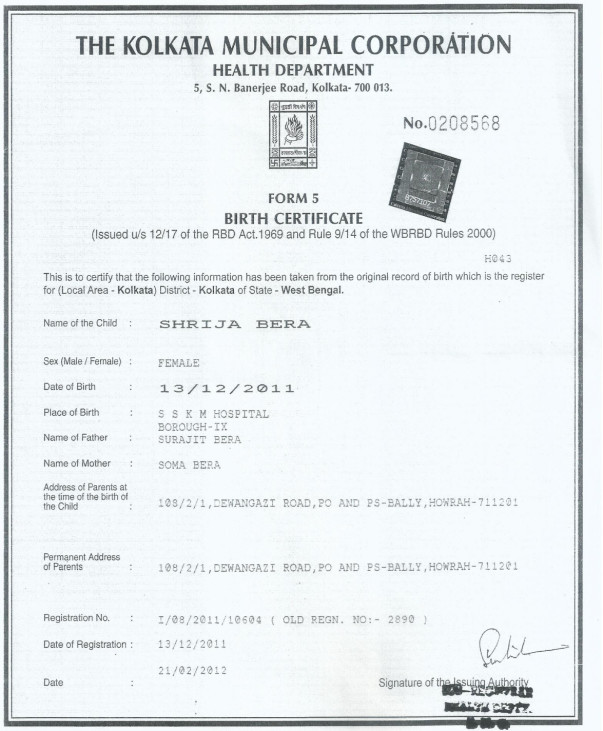 THE KOLKATA MUNICIPAL CORPORATION
HEALTH DEPARTMENT
5, S. N. Banerjee Road, Kolkata- 700 013.
No.0208568
FORM 5
BIRTH CERTIFICATE
(Issued u/s 12/17 of the RBD Act.1969 and Rule 9/14 of the WBRBD Rules 2000)
H043
This is to certify that the following information has been taken from the original record of birth which is the register
for (Local Area - Kolkata) District - Kolkata of State - West Bengal.
Name of the Child : SHRIJA BERA
Sex (Male / Female) : FEMALE
Date of Birth : 13/12/2011
Place of Birth : S S K M HOSPITAL
BOROUGH-IX
Name of Father : SURAJIT BERA
Name of Mother : SOMA BERA
Address of Parents at
the time of the birth of
the Child : 108/2/1,DEWANGAZI ROAD,PO AND PS-BALLY,HOWRAH-711201
Permanent Address
of Parents : 108/2/1,DEWANGAZI ROAD,PO AND PS-BALLY,HOWRAH-711201
Registration No. : I/08/2011/10604 ( OLD REGN. NO:- 2890 )
Date of Registration : 13/12/2011
21/02/2012
Date :
Signature of the Issuing Authority
SUB-REGISTRAR
HEALTH DEPTT.